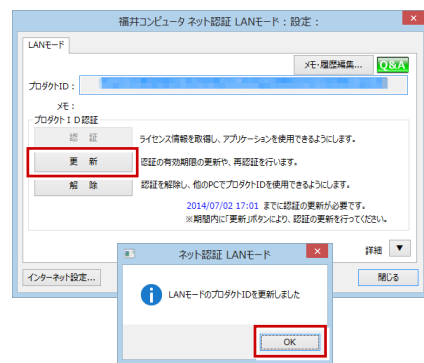 福井コンピュータ ネット認証 LANモード：設定：
LANモード
メモ・履歴編集...
Q&A
プロダクトID：
メモ：
プロダクトＩＤ認証
認　証
ライセンス情報を取得し、アプリケーションを使用できるようにします。
更　新
認証の有効期限の更新や、再認証を行います。
解　除
認証を解除し、他のPCでプロダクトIDを使用できるようにします。
2014/07/02 17:01 までに認証の更新が必要です。
※期間内に「更新」ボタンにより、認証の更新を行ってください。
詳細 ▼
インターネット設定...
閉じる
ネット認証 LANモード
LANモードのプロダクトIDを更新しました
OK